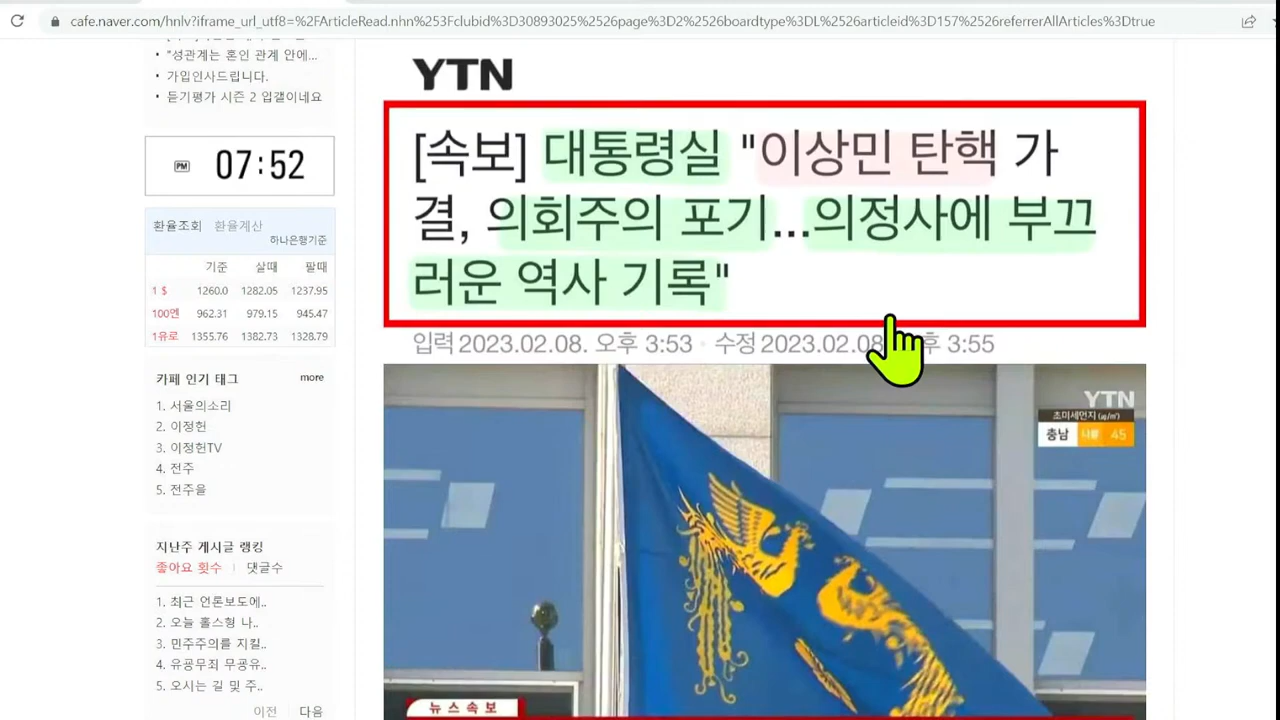 cafe.naver.com/hnlv?iframe_url_utf8=%2FArticleRead.nhn%253Fclubid%3D30893025%2526page%3D2%2526boardtype%3DL%2526articleid%3D157%2526referrerAllArticles%3Dtrue
"성관계는 혼인 관계 안에...
가입인사드립니다.
듣기평가 시즌 2 입갤이네요
PM 07:52
환율조회 환율계산
하나은행기준
기준 살때 팔때
1 $ 1260.0 1282.05 1237.95
100엔 962.31 979.15 945.47
1유로 1355.76 1382.73 1328.79
카페 인기 태그 more
1. 서울의소리
2. 이정헌
3. 이정헌TV
4. 전주
5. 전주을
지난주 게시글 랭킹
좋아요 횟수 댓글수
1. 최근 언론보도에..
2. 오늘 홀스형 나..
3. 민주주의를 지킬..
4. 유광무죄 무광유..
5. 오시는 길 및 주..
이전 다음
YTN
[속보] 대통령실 "이상민 탄핵 가
결, 의회주의 포기...의정사에 부끄
러운 역사 기록"
입력 2023.02.08. 오후 3:53 · 수정 2023.02.08 후 3:55
YTN
초미세먼지 (㎍/㎥)
충남 나쁨 45
뉴스속보